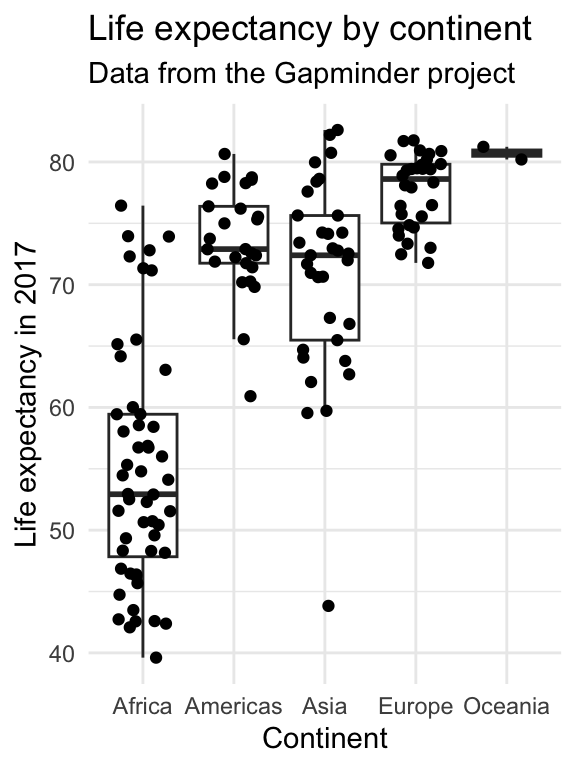 Life expectancy by continent
Data from the Gapminder project
Life expectancy in 2017
80
70
60
50
40
Africa Americas Asia Europe Oceania
Continent